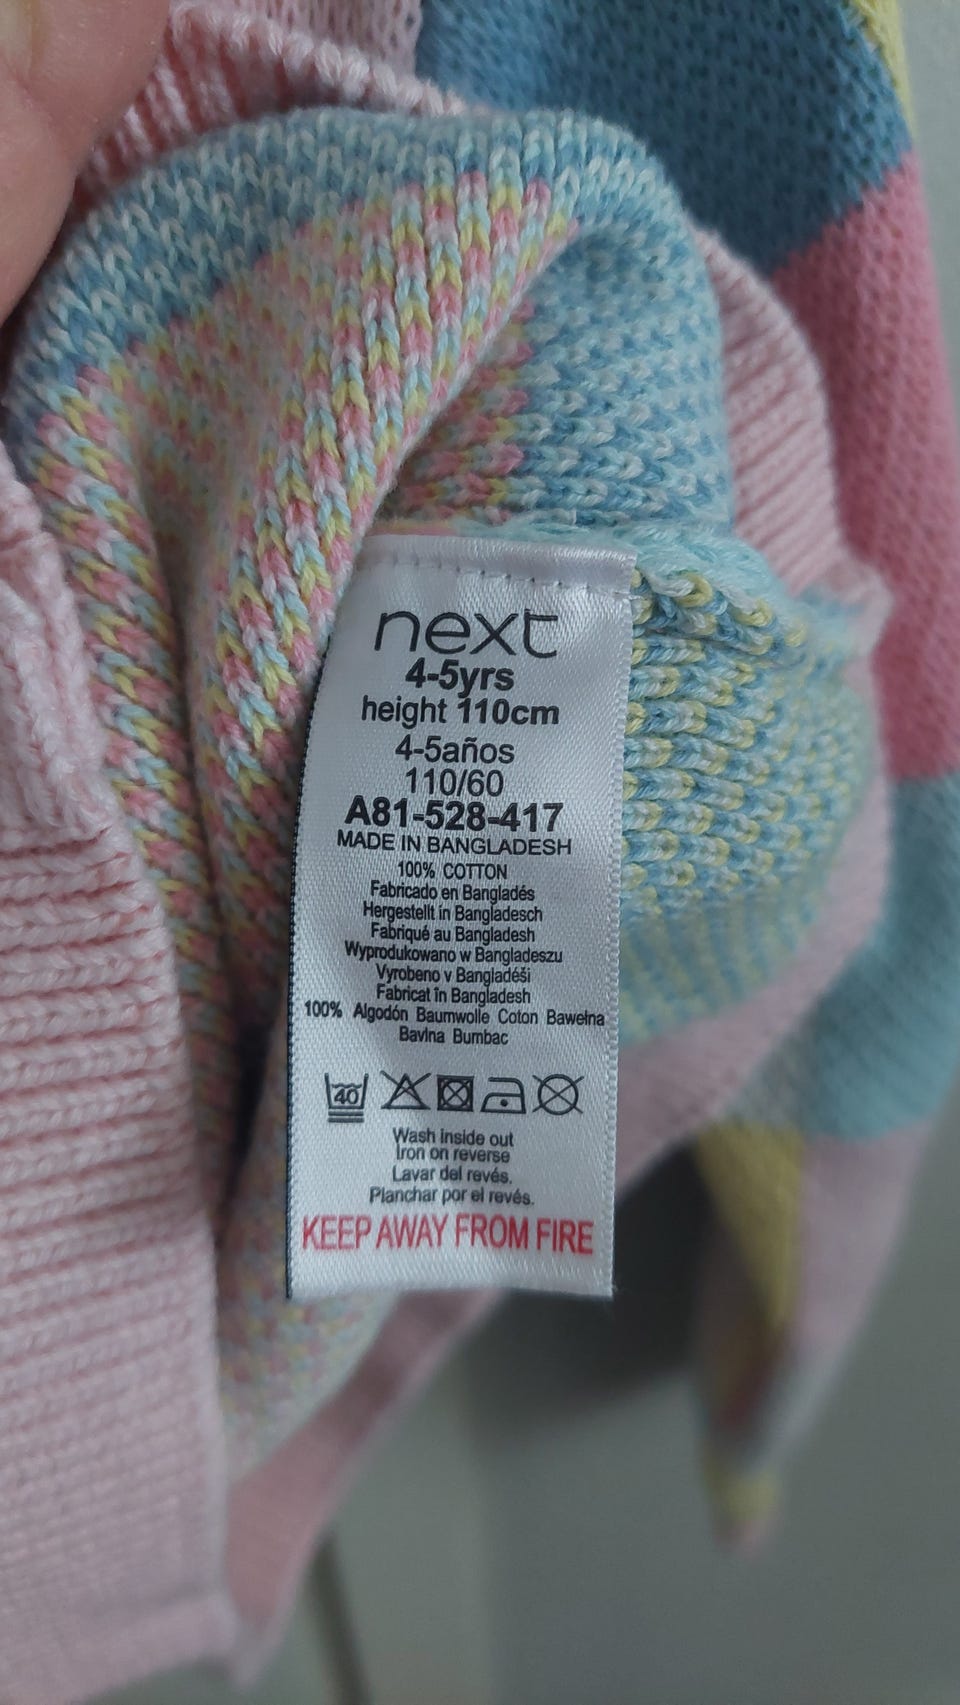 next
4-5yrs
height 110cm
4-5años
110/60
A81-528-417
MADE IN BANGLADESH
100% COTTON
Fabricado en Bangladés
Hergestellt in Bangladesch
Fabriqué au Bangladesh
Wyprodukowano w Bangladeszu
Vyrobeno v Bangladéši
Fabricat în Bangladesh
100% Algodón Baumwolle Coton Bawełna
Bavlna Bumbac
40
Wash inside out
Iron on reverse
Lavar del revés.
Planchar por el revés.
KEEP AWAY FROM FIRE